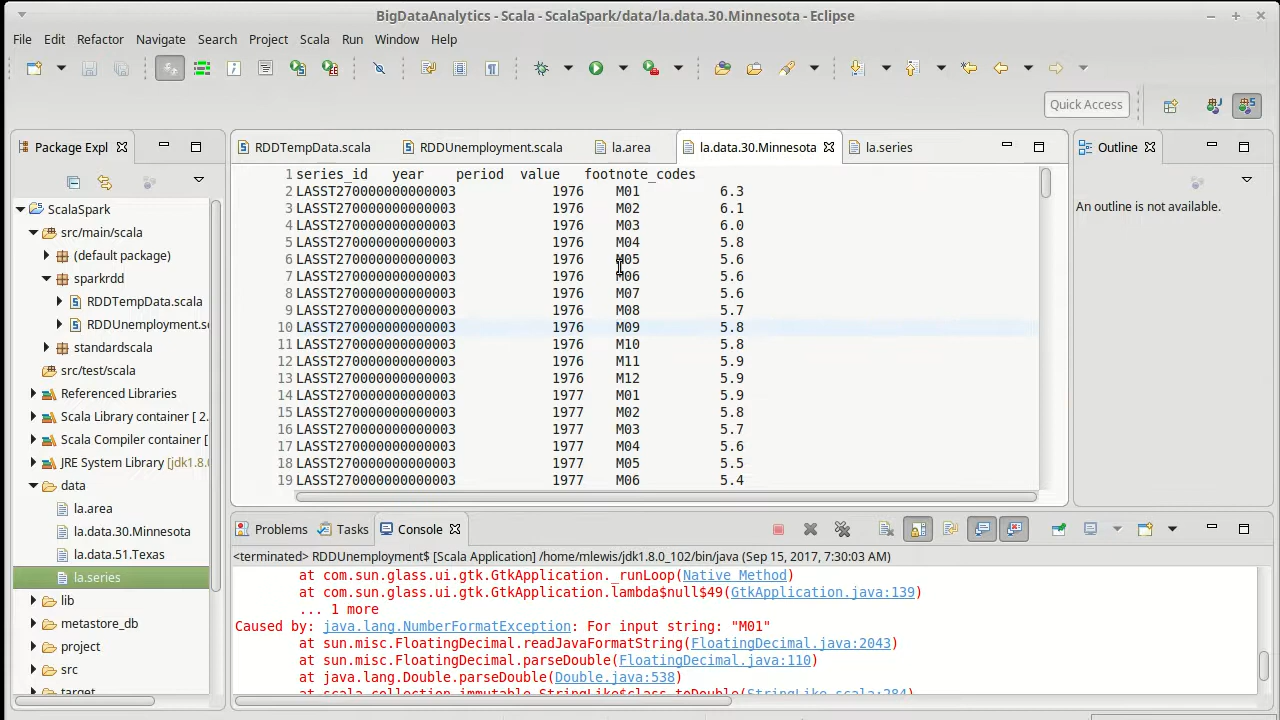 BigDataAnalytics - Scala - ScalaSpark/data/la.data.30.Minnesota - Eclipse
File Edit Refactor Navigate Search Project Scala Run Window Help
Quick Access
Package Expl
RDDTempData.scala RDDUnemployment.scala la.area la.data.30.Minnesota la.series
Outline
An outline is not available.
ScalaSpark
src/main/scala
(default package)
sparkrdd
RDDTempData.scala
RDDUnemployment.sc
standardscala
src/test/scala
Referenced Libraries
Scala Library container [ 2.
Scala Compiler container [
JRE System Library [jdk1.8.0
data
la.area
la.data.30.Minnesota
la.data.51.Texas
la.series
lib
metastore_db
project
src
target
1 series_id year period value footnote_codes
2 LASST270000000000003 1976 M01 6.3
3 LASST270000000000003 1976 M02 6.1
4 LASST270000000000003 1976 M03 6.0
5 LASST270000000000003 1976 M04 5.8
6 LASST270000000000003 1976 M05 5.6
7 LASST270000000000003 1976 M06 5.6
8 LASST270000000000003 1976 M07 5.6
9 LASST270000000000003 1976 M08 5.7
10 LASST270000000000003 1976 M09 5.8
11 LASST270000000000003 1976 M10 5.8
12 LASST270000000000003 1976 M11 5.9
13 LASST270000000000003 1976 M12 5.9
14 LASST270000000000003 1977 M01 5.9
15 LASST270000000000003 1977 M02 5.8
16 LASST270000000000003 1977 M03 5.7
17 LASST270000000000003 1977 M04 5.6
18 LASST270000000000003 1977 M05 5.5
19 LASST270000000000003 1977 M06 5.4
Problems Tasks Console
<terminated> RDDUnemployment$ [Scala Application] /home/mlewis/jdk1.8.0_102/bin/java (Sep 15, 2017, 7:30:03 AM)
at com.sun.glass.ui.gtk.GtkApplication._runLoop(Native Method)
at com.sun.glass.ui.gtk.GtkApplication.lambda$null$49(GtkApplication.java:139)
... 1 more
Caused by: java.lang.NumberFormatException: For input string: "M01"
at sun.misc.FloatingDecimal.readJavaFormatString(FloatingDecimal.java:2043)
at sun.misc.FloatingDecimal.parseDouble(FloatingDecimal.java:110)
at java.lang.Double.parseDouble(Double.java:538)
at scala.collection.immutable.StringLike$class.toDouble(StringLike.scala:284)